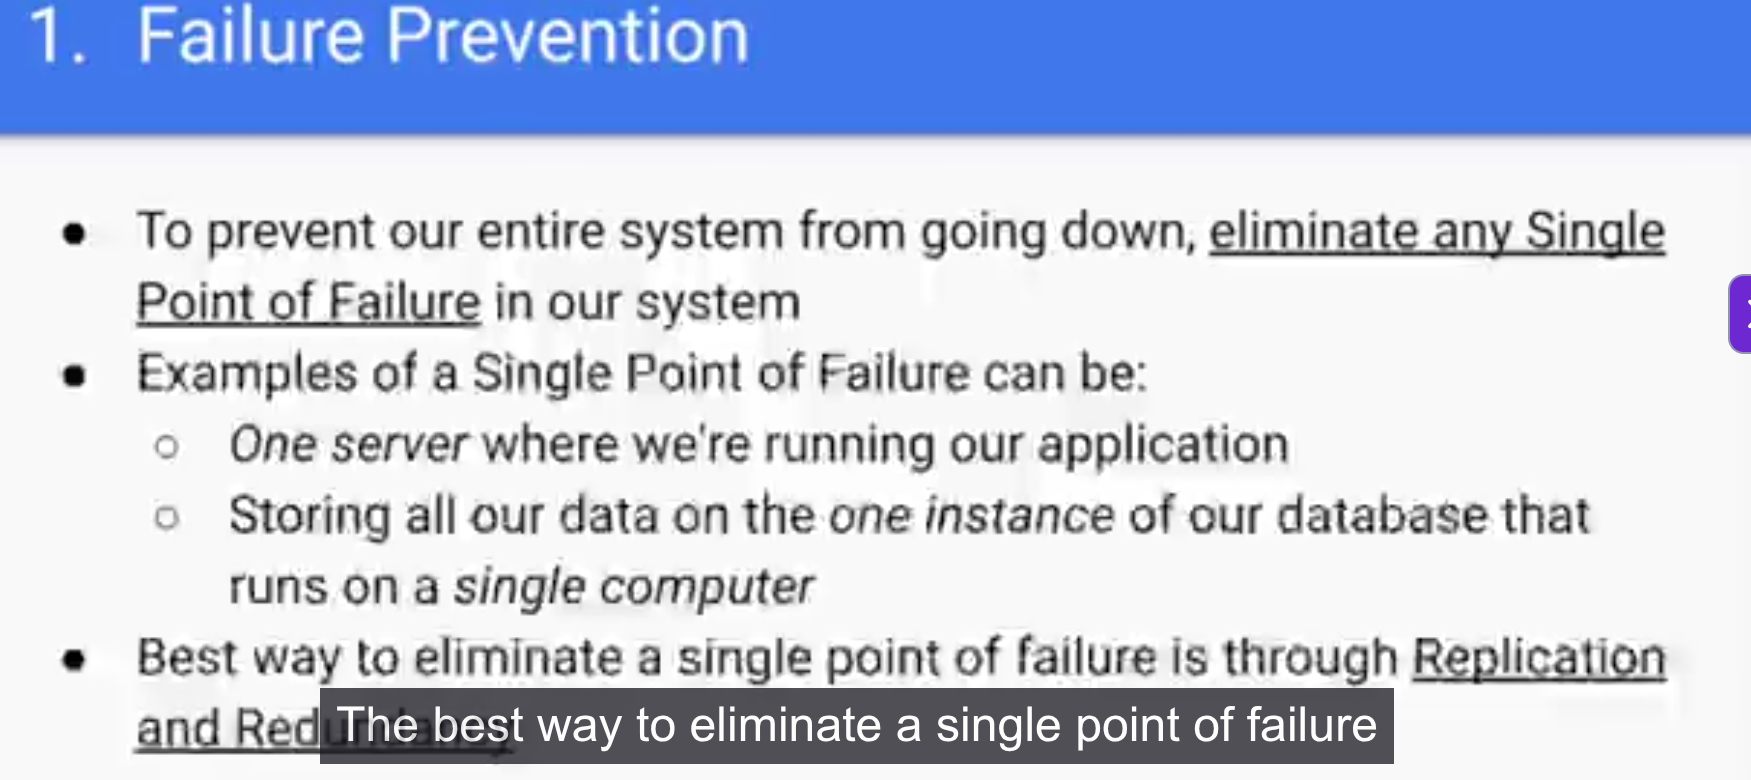 1. Failure Prevention
● To prevent our entire system from going down, eliminate any Single
Point of Failure in our system
● Examples of a Single Point of Failure can be:
○ One server where we're running our application
○ Storing all our data on the one instance of our database that
runs on a single computer
● Best way to eliminate a single point of failure is through Replication
and Redundancy
The best way to eliminate a single point of failure